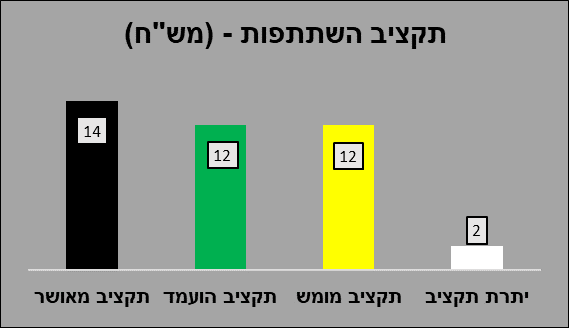 תקציב השתתפות - (מש"ח)
14
12
12
2
תקציב מאושר
תקציב הועמד
תקציב מומש
יתרת תקציב